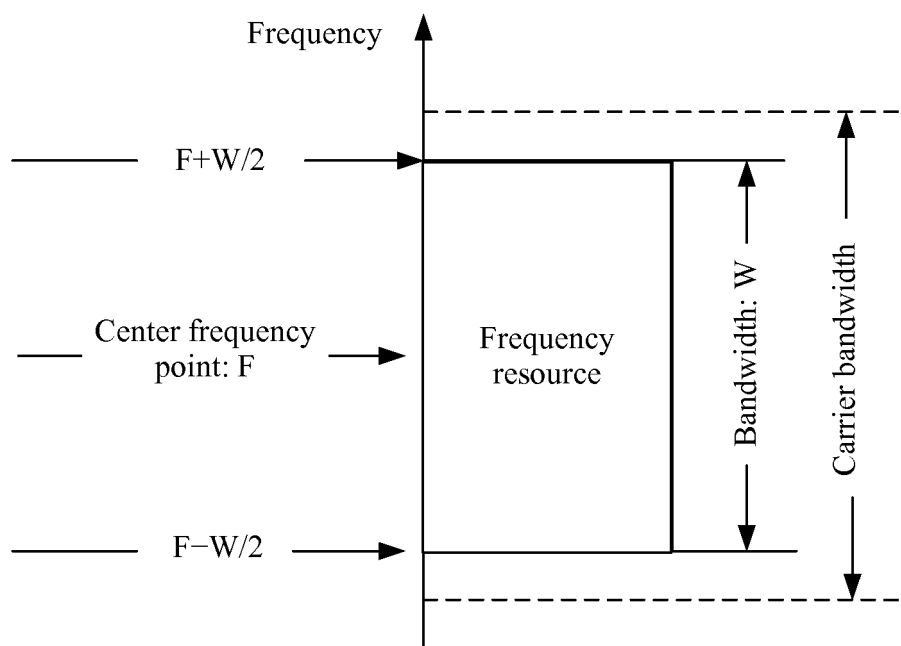 Frequency
F+W/2
Center frequency
point: F
Frequency
resource
Bandwidth: W
Carrier bandwidth
F−W/2